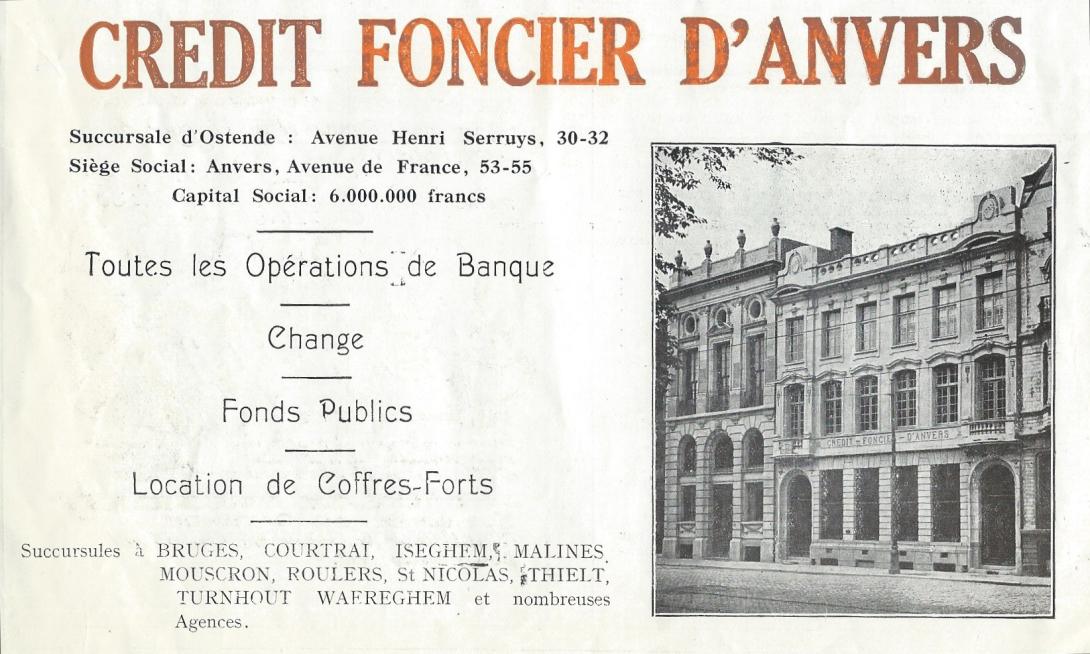 CREDIT FONCIER D'ANVERS
Succursale d'Ostende : Avenue Henri Serruys, 30-32
Siège Social : Anvers, Avenue de France, 53-55
Capital Social : 6.000.000 francs
Toutes les Opérations de Banque
Change
Fonds Publics
Location de Coffres-Forts
Succursules à BRUGES, COURTRAI, ISEGHEM, MALINES,
MOUSCRON, ROULERS, St NICOLAS, THIELT,
TURNHOUT WAEREGHEM et nombreuses
Agences.
CREDIT-FONCIER-D'ANVERS